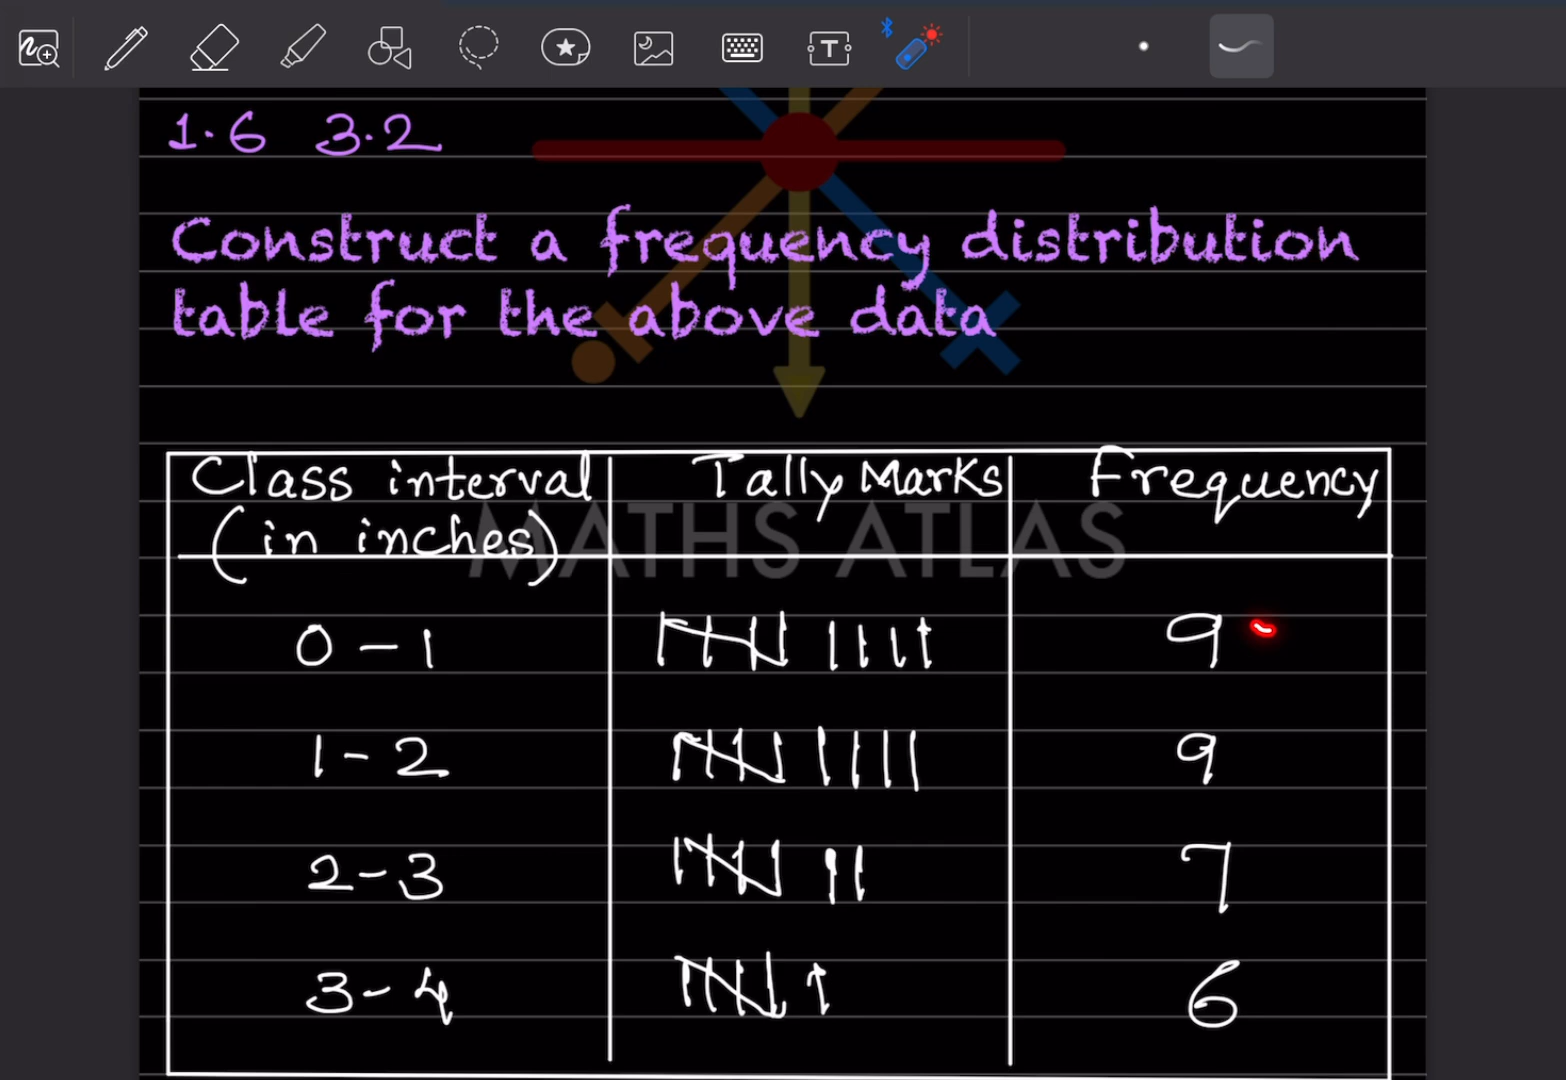 1.6 3.2
Construct a frequency distribution
table for the above data
Class interval Tally Marks Frequency
(in inches)
MATHS ATLAS
0-1 9
1-2 9
2-3 7
3-4 6